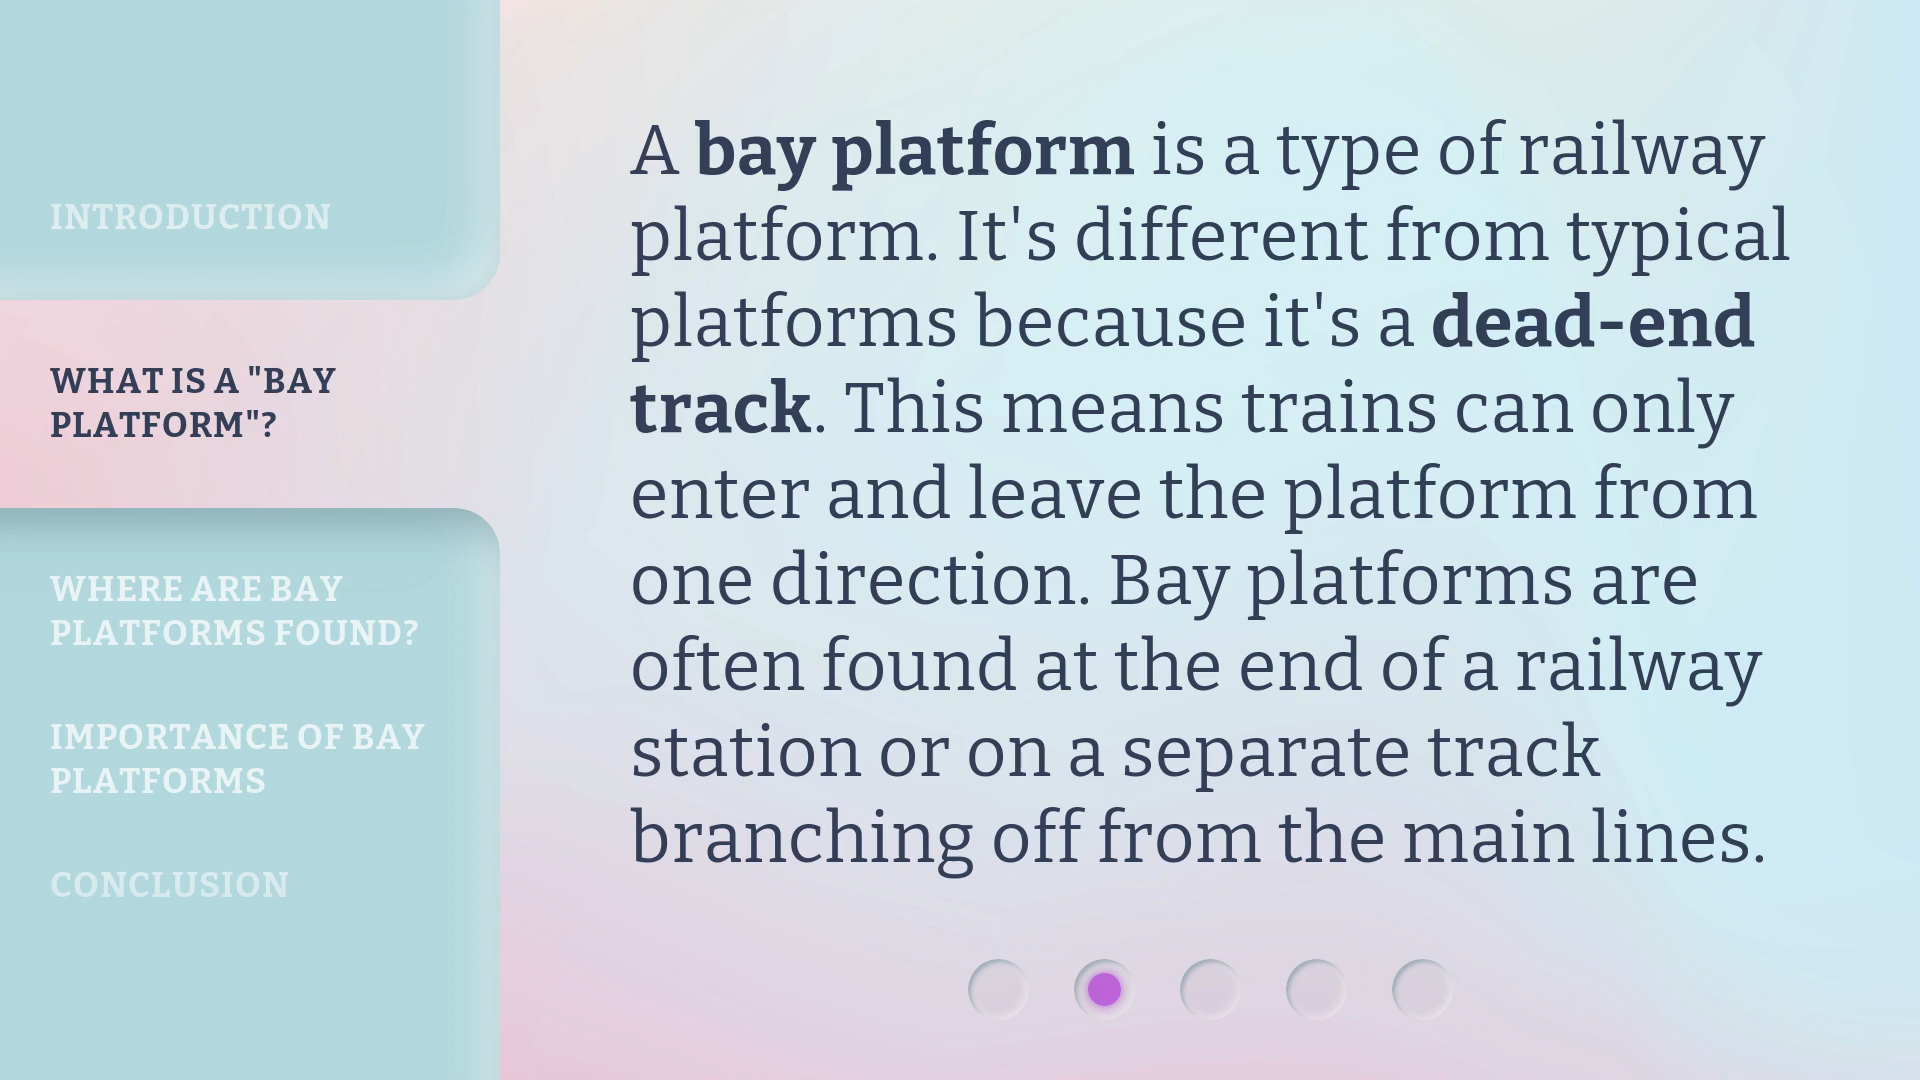 INTRODUCTION
WHAT IS A "BAY
PLATFORM"?
WHERE ARE BAY
PLATFORMS FOUND?
IMPORTANCE OF BAY
PLATFORMS
CONCLUSION
A bay platform is a type of railway
platform. It's different from typical
platforms because it's a dead-end
track. This means trains can only
enter and leave the platform from
one direction. Bay platforms are
often found at the end of a railway
station or on a separate track
branching off from the main lines.